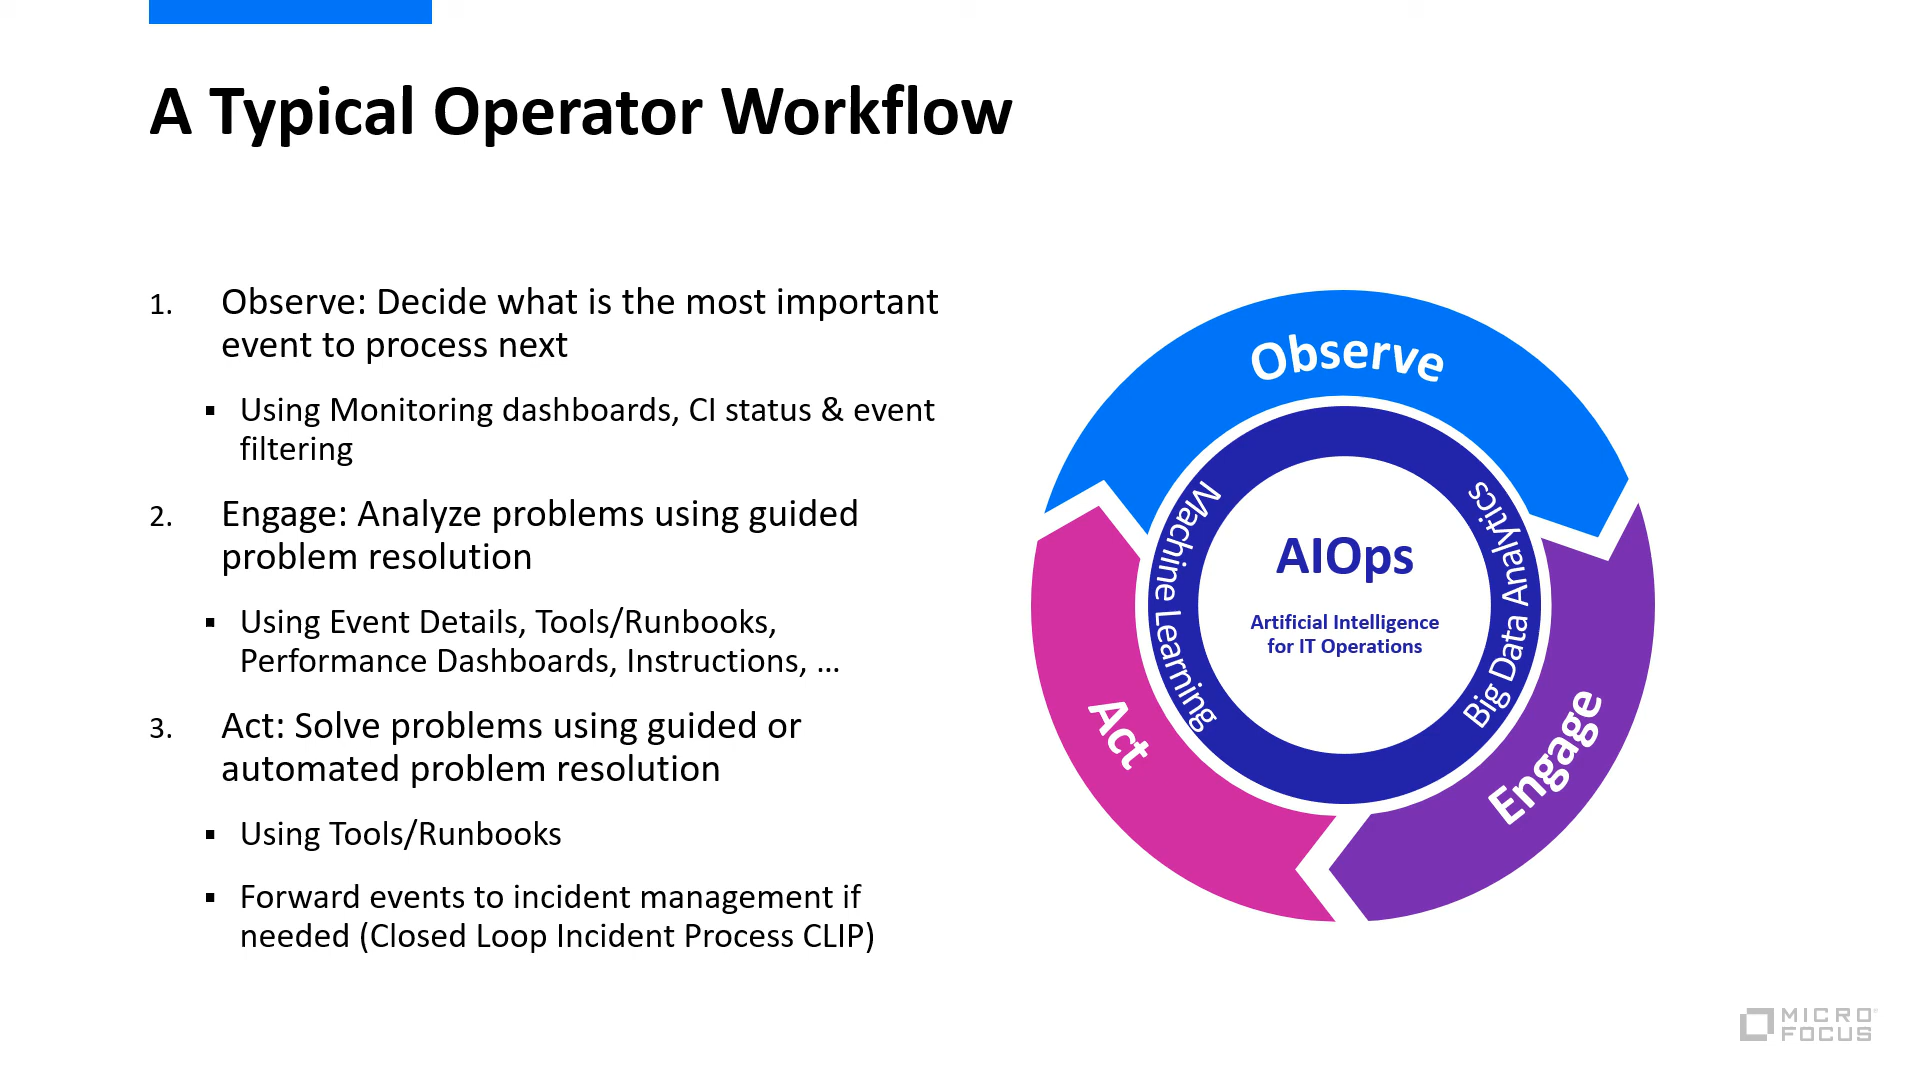 A Typical Operator Workflow
1. Observe: Decide what is the most important
event to process next
▪ Using Monitoring dashboards, CI status & event
filtering
2. Engage: Analyze problems using guided
problem resolution
▪ Using Event Details, Tools/Runbooks,
Performance Dashboards, Instructions, ...
3. Act: Solve problems using guided or
automated problem resolution
▪ Using Tools/Runbooks
▪ Forward events to incident management if
needed (Closed Loop Incident Process CLIP)
Observe
Machine Learning
Big Data Analytics
AIOps
Artificial Intelligence
for IT Operations
Act
Engage
MICRO
FOCUS